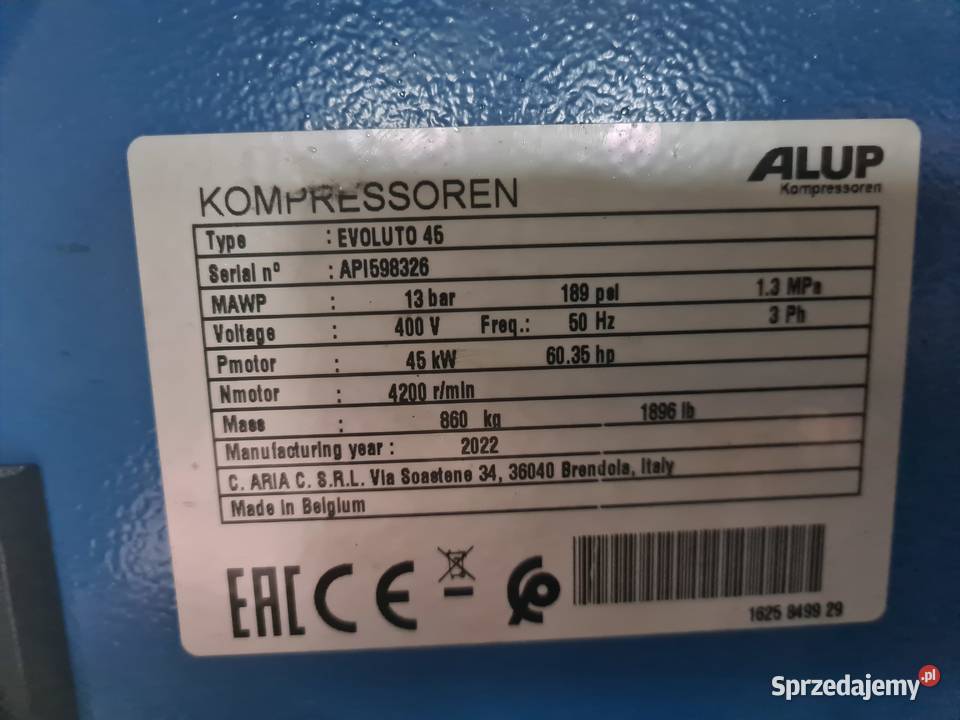 ALUP
Kompressoren
KOMPRESSOREN
Type : EVOLUTO 45
Serial nº : API598326
MAWP : 13 bar 189 psi 1.3 MPa
Voltage : 400 V Freq.: 50 Hz 3 Ph
Pmotor : 45 kW 60.35 hp
Nmotor : 4200 r/min
Mass : 860 kg 1896 lb
Manufacturing year : 2022
C. ARIA C. S.R.L. Via Soastene 34, 36040 Brendola, Italy
Made in Belgium
EAC CE
1625 8499 29
Sprzedajemy.pl